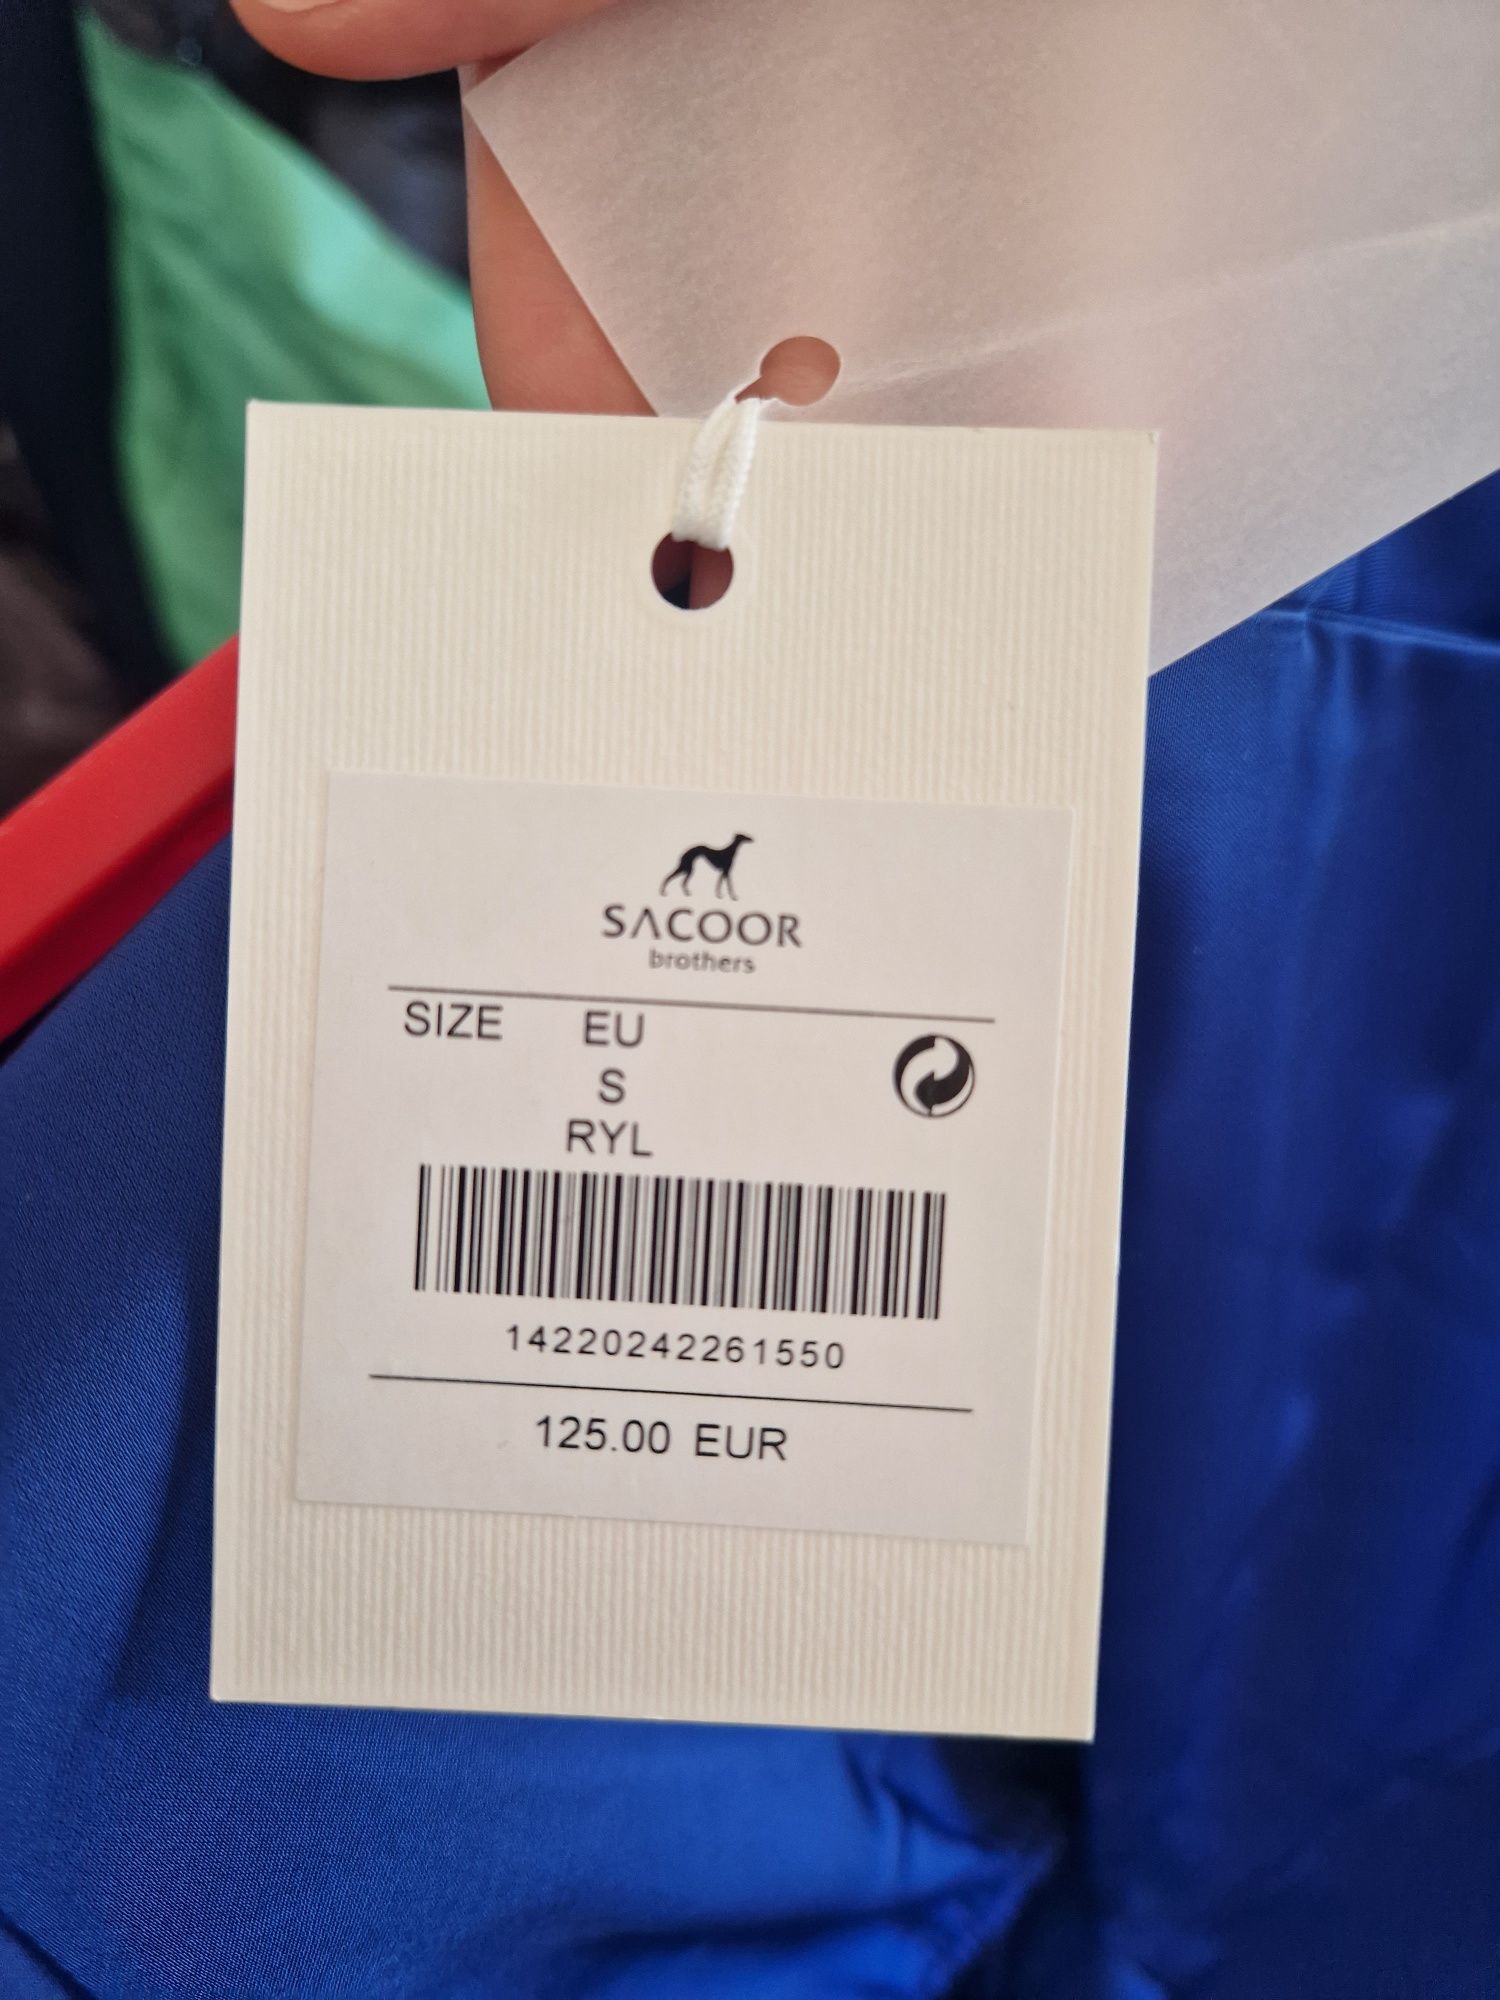 SACOOR
brothers
SIZE EU
S
RYL
14220242261550
125.00 EUR